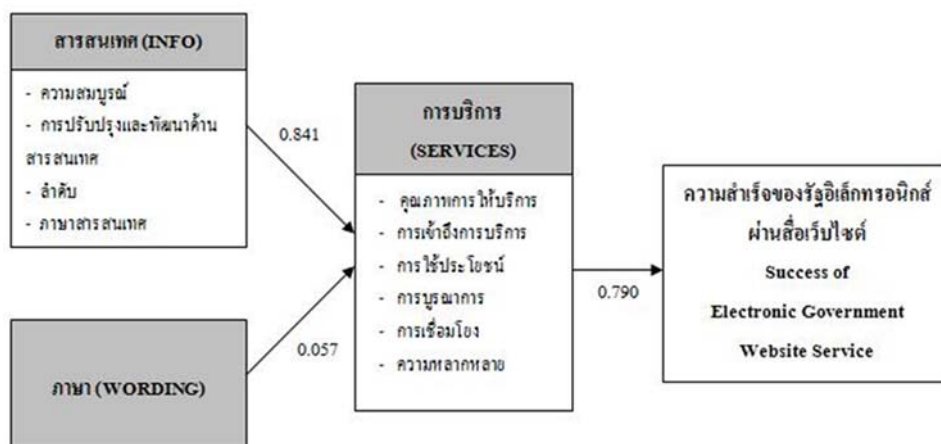 สารสนเทศ (INFO)
- ความสมบูรณ์
- การปรับปรุงและพัฒนาด้าน
สารสนเทศ
- ลำดับ
- ภาษาสารสนเทศ
0.841
ภาษา (WORDING)
0.057
การบริการ
(SERVICES)
- คุณภาพการให้บริการ
- การเข้าถึงการบริการ
- การใช้ประโยชน์
- การบูรณาการ
- การเชื่อมโยง
- ความหลากหลาย
0.790
ความสำเร็จของรัฐอิเล็กทรอนิกส์
ผ่านสื่อเว็บไซต์
Success of
Electronic Government
Website Service